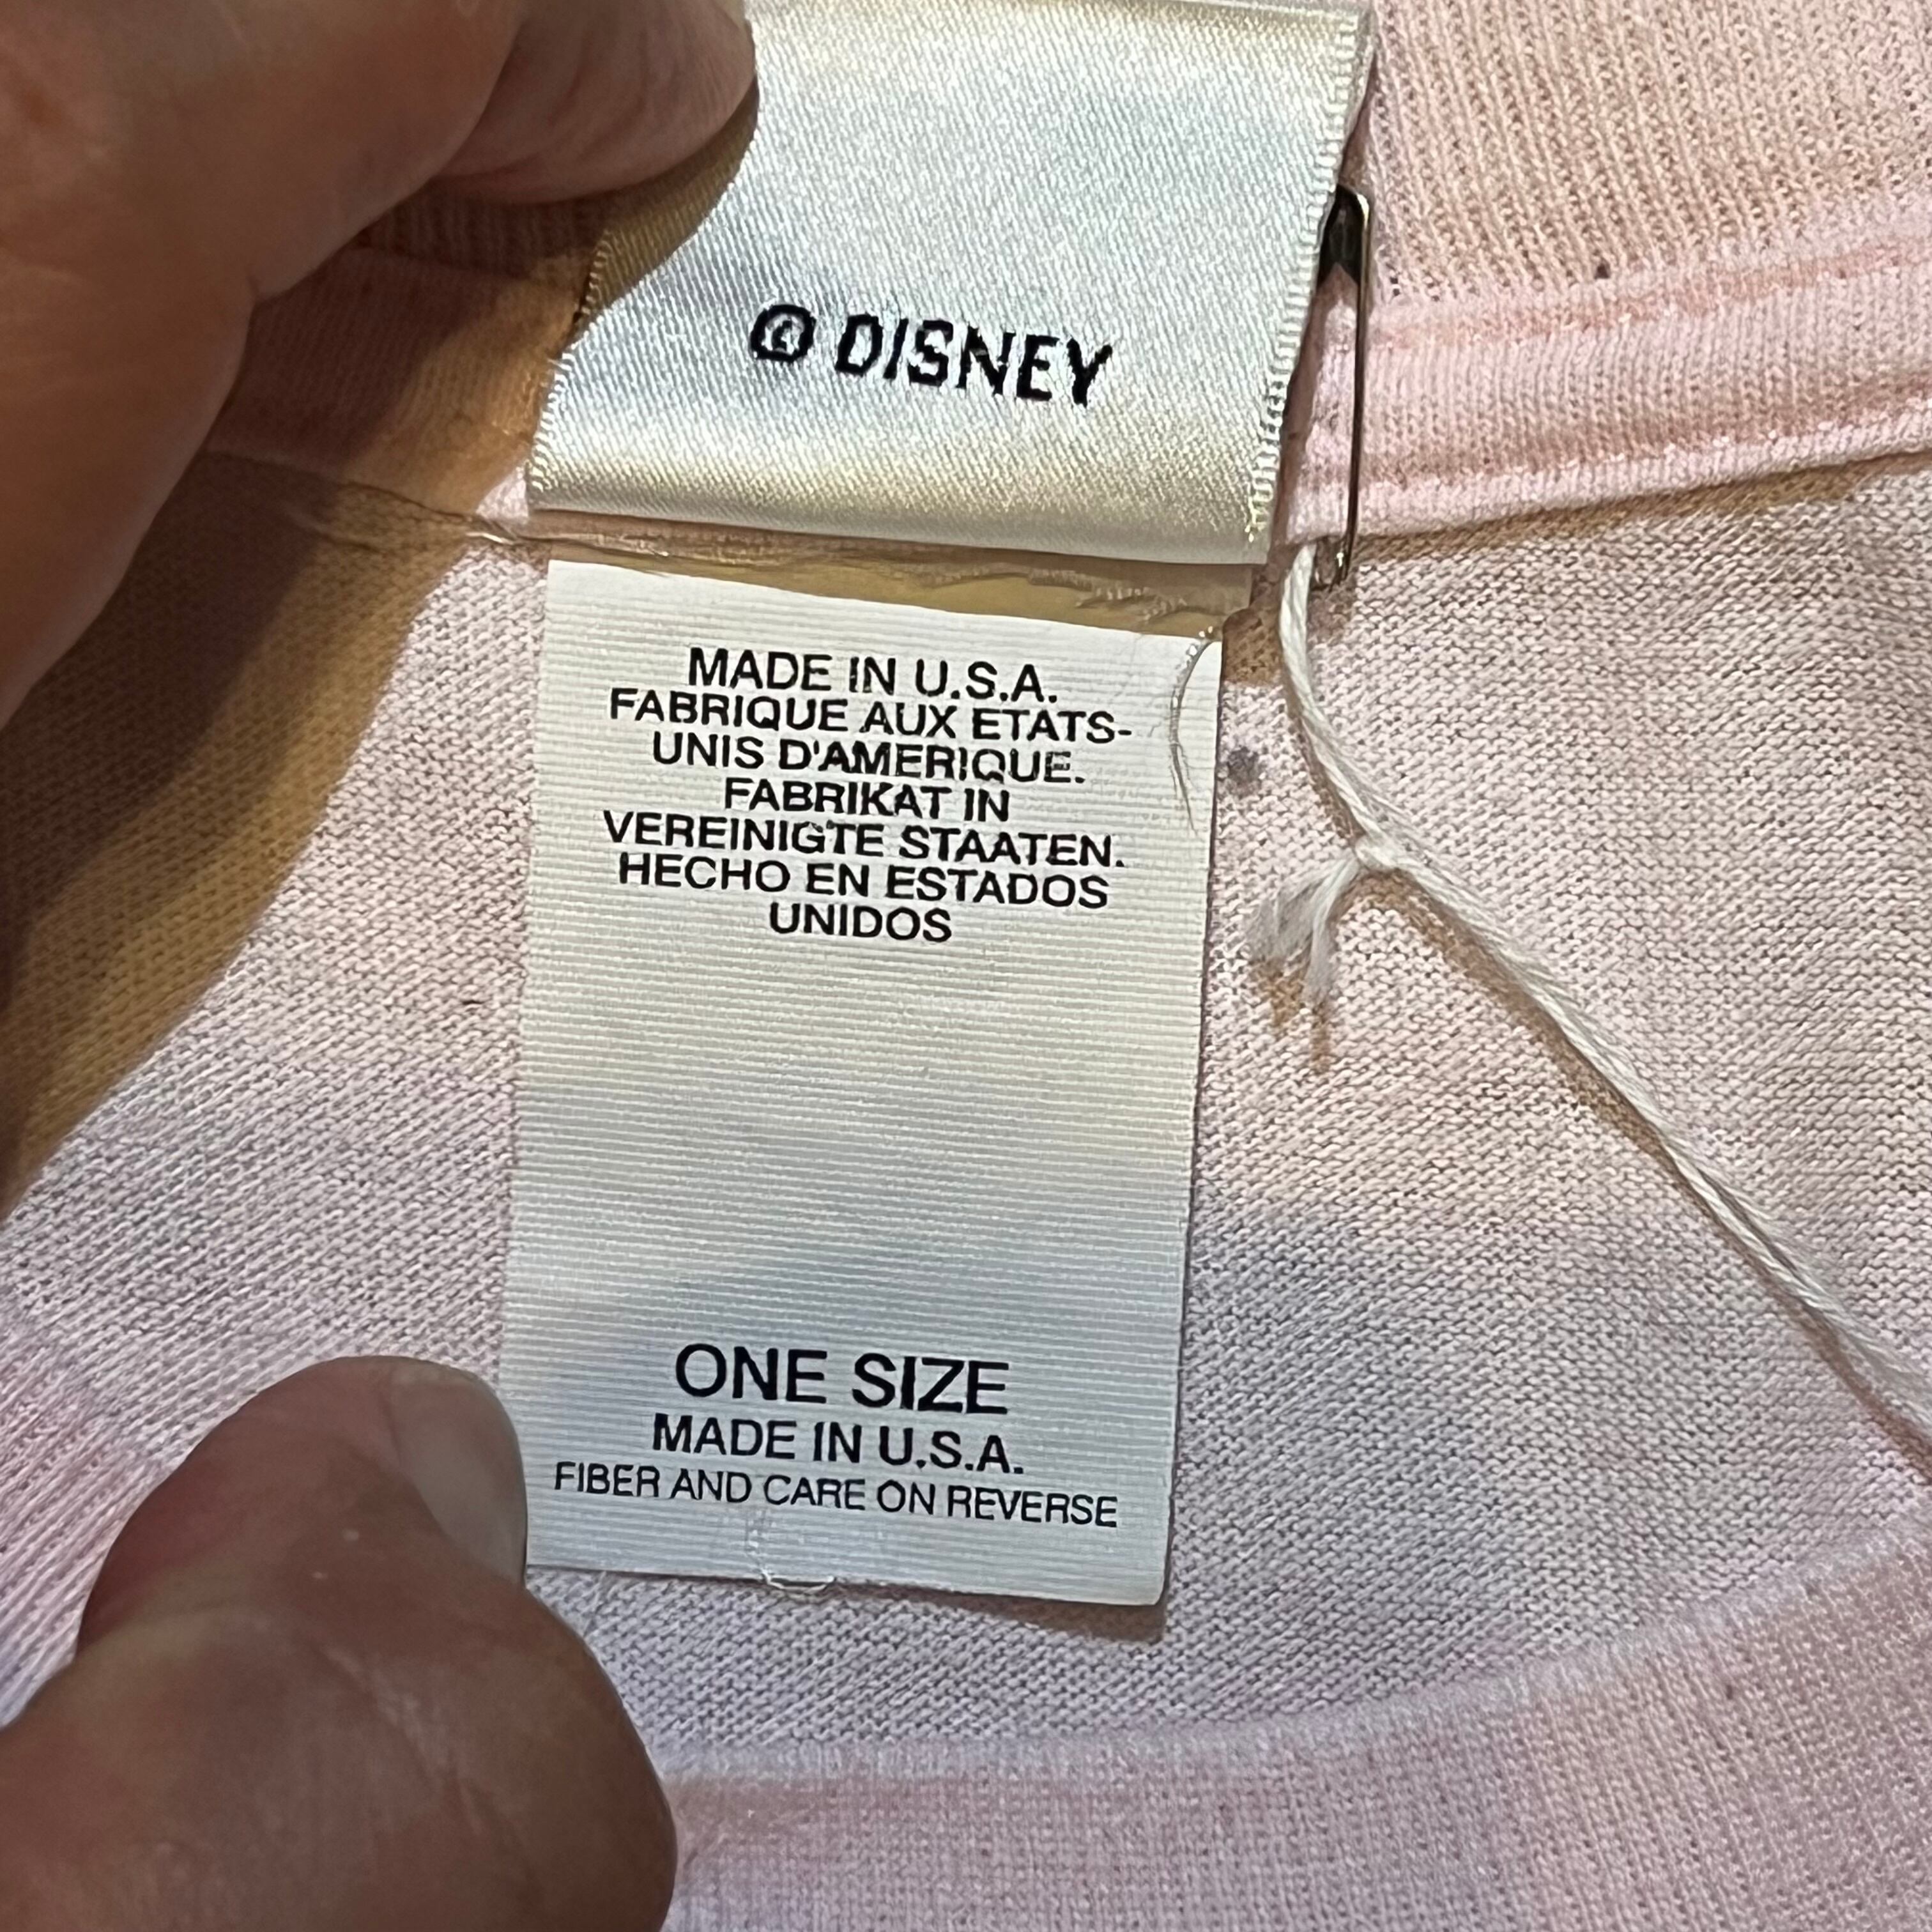 © DISNEY
MADE IN U.S.A.
FABRIQUE AUX ETATS-
UNIS D'AMERIQUE.
FABRIKAT IN
VEREINIGTE STAATEN.
HECHO EN ESTADOS
UNIDOS
ONE SIZE
MADE IN U.S.A.
FIBER AND CARE ON REVERSE